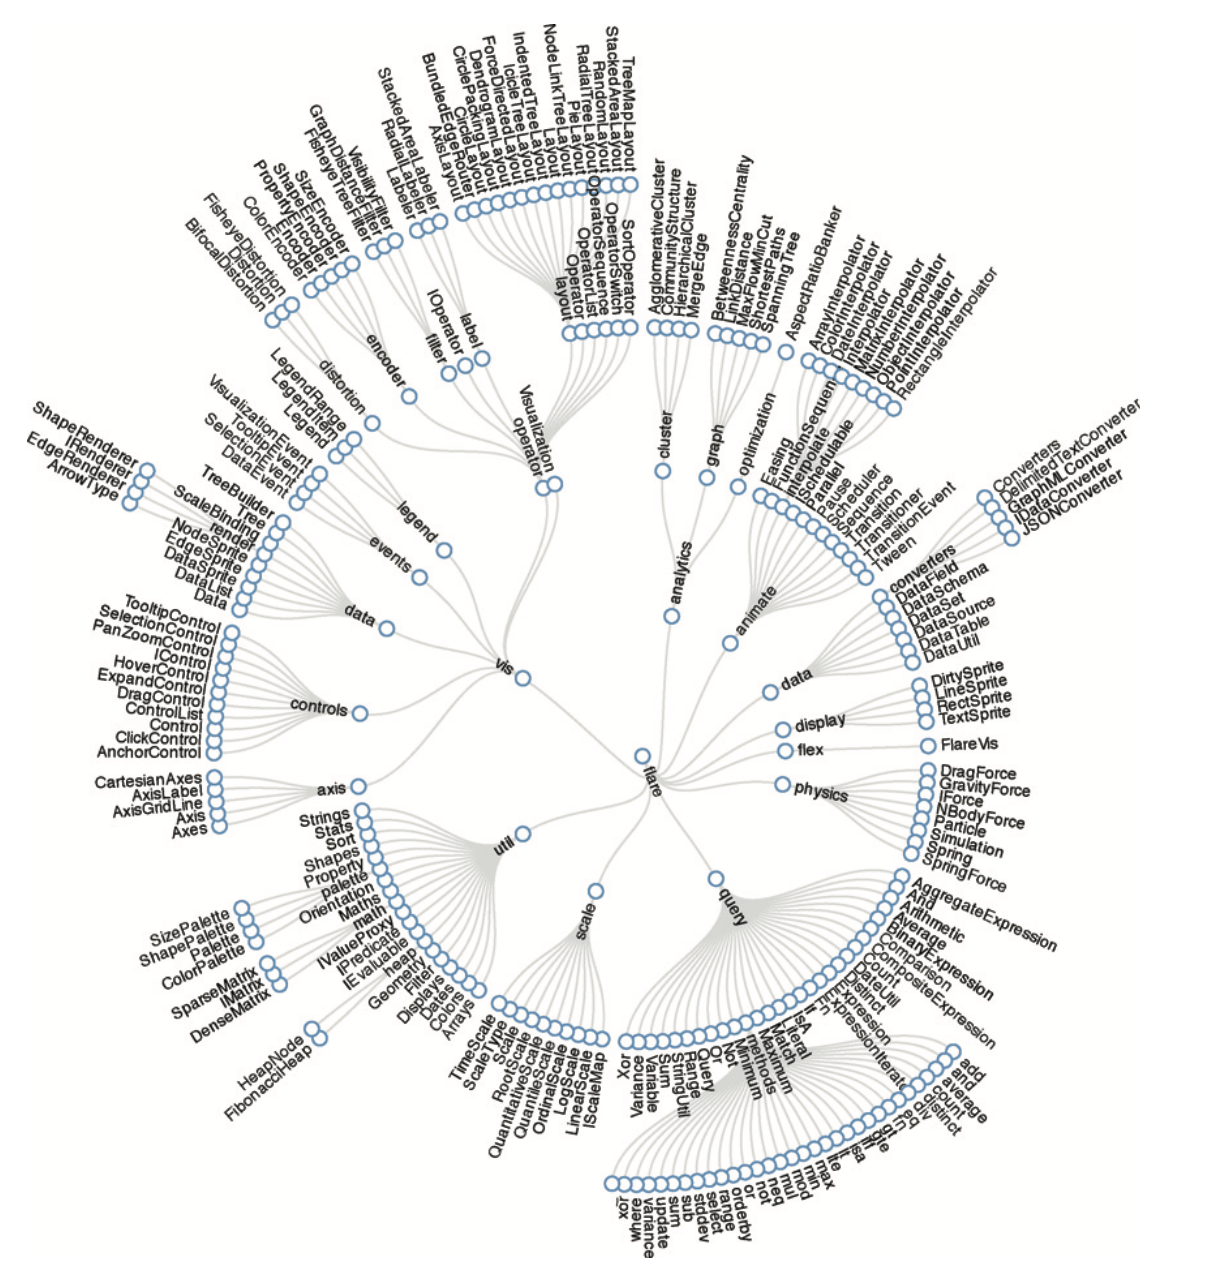 flare
analytics
cluster
AgglomerativeCluster
CommunityStructure
HierarchicalCluster
MergeEdge
graph
BetweennessCentrality
LinkDistance
MaxFlowMinCut
ShortestPaths
SpanningTree
optimization
AspectRatioBanker
animate
Easing
FunctionSequence
interpolate
ArrayInterpolator
ColorInterpolator
DateInterpolator
Interpolator
MatrixInterpolator
NumberInterpolator
ObjectInterpolator
PointInterpolator
RectangleInterpolator
ISchedulable
Parallel
Pause
Scheduler
Sequence
Transition
Transitioner
TransitionEvent
Tween
data
converters
Converters
DelimitedTextConverter
GraphMLConverter
IDataConverter
JSONConverter
DataField
DataSchema
DataSet
DataSource
DataTable
DataUtil
display
DirtySprite
LineSprite
RectSprite
TextSprite
flex
FlareVis
physics
DragForce
GravityForce
IForce
NBodyForce
Particle
Simulation
Spring
SpringForce
query
AggregateExpression
And
Arithmetic
Average
BinaryExpression
Comparison
CompositeExpression
Count
DateUtil
Distinct
Expression
ExpressionIterator
Fn
If
IsA
Literal
Match
Maximum
methods
add
and
average
count
distinct
div
eq
fn
gt
gte
iff
isa
lt
lte
max
min
mod
mul
neq
not
or
orderby
range
select
stddev
sub
sum
update
variance
where
xor
_
Minimum
Not
Or
Query
Range
StringUtil
Sum
Variable
Variance
Xor
scale
IScaleMap
LinearScale
LogScale
OrdinalScale
QuantileScale
QuantitativeScale
RootScale
Scale
ScaleType
TimeScale
util
Arrays
Colors
Dates
Displays
Filter
Geometry
heap
FibonacciHeap
HeapNode
IEvaluable
IPredicate
IValueProxy
math
DenseMatrix
IMatrix
SparseMatrix
Maths
Orientation
palette
ColorPalette
Palette
ShapePalette
SizePalette
Property
Shapes
Sort
Stats
Strings
vis
axis
Axes
Axis
AxisGridLine
AxisLabel
CartesianAxes
controls
AnchorControl
ClickControl
Control
ControlList
DragControl
ExpandControl
HoverControl
IControl
PanZoomControl
SelectionControl
TooltipControl
data
Data
DataList
DataSprite
EdgeSprite
NodeSprite
render
ArrowType
EdgeRenderer
IRenderer
ShapeRenderer
ScaleBinding
Tree
TreeBuilder
events
DataEvent
SelectionEvent
TooltipEvent
VisualizationEvent
legend
Legend
LegendItem
LegendRange
operator
distortion
BifocalDistortion
Distortion
FisheyeDistortion
encoder
ColorEncoder
Encoder
PropertyEncoder
ShapeEncoder
SizeEncoder
filter
FisheyeTreeFilter
GraphDistanceFilter
VisibilityFilter
IOperator
label
Labeler
RadialLabeler
StackedAreaLabeler
layout
AxisLayout
BundledEdgeRouter
CircleLayout
CirclePackingLayout
DendrogramLayout
ForceDirectedLayout
IcicleTreeLayout
IndentedTreeLayout
Layout
NodeLinkTreeLayout
PieLayout
RadialTreeLayout
RandomLayout
StackedAreaLayout
TreeMapLayout
Operator
OperatorList
OperatorSequence
OperatorSwitch
SortOperator
Visualization